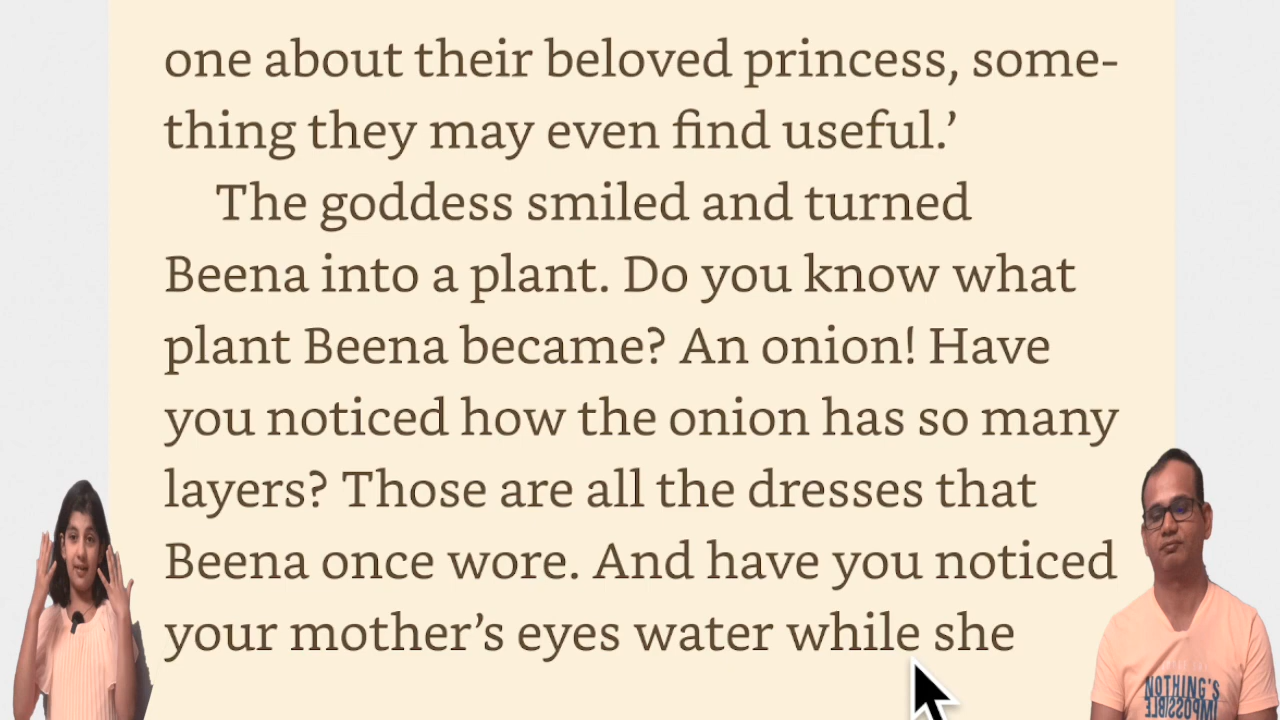 one about their beloved princess, some-
thing they may even find useful.’
The goddess smiled and turned
Beena into a plant. Do you know what
plant Beena became? An onion! Have
you noticed how the onion has so many
layers? Those are all the dresses that
Beena once wore. And have you noticed
your mother’s eyes water while she
NOTHING'S
IMPOSSIBLE